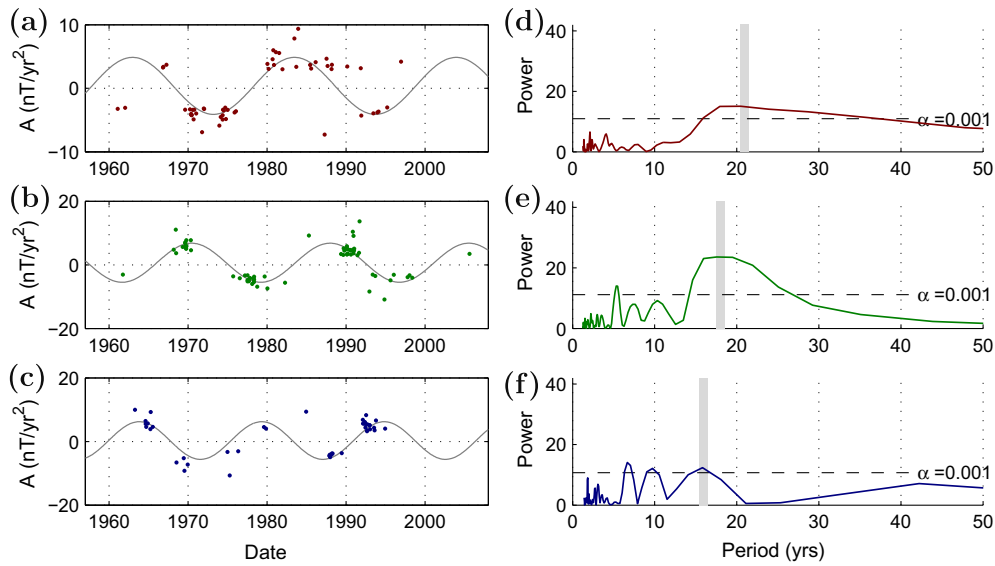 (a)
10
0
−10
A (nT/yr²)
1960 1970 1980 1990 2000
(d)
40
20
0
Power
α =0.001
0 10 20 30 40 50
(b)
20
0
−20
A (nT/yr²)
1960 1970 1980 1990 2000
(e)
40
20
0
Power
α =0.001
0 10 20 30 40 50
(c)
20
0
−20
A (nT/yr²)
1960 1970 1980 1990 2000
Date
(f)
40
20
0
Power
α =0.001
0 10 20 30 40 50
Period (yrs)